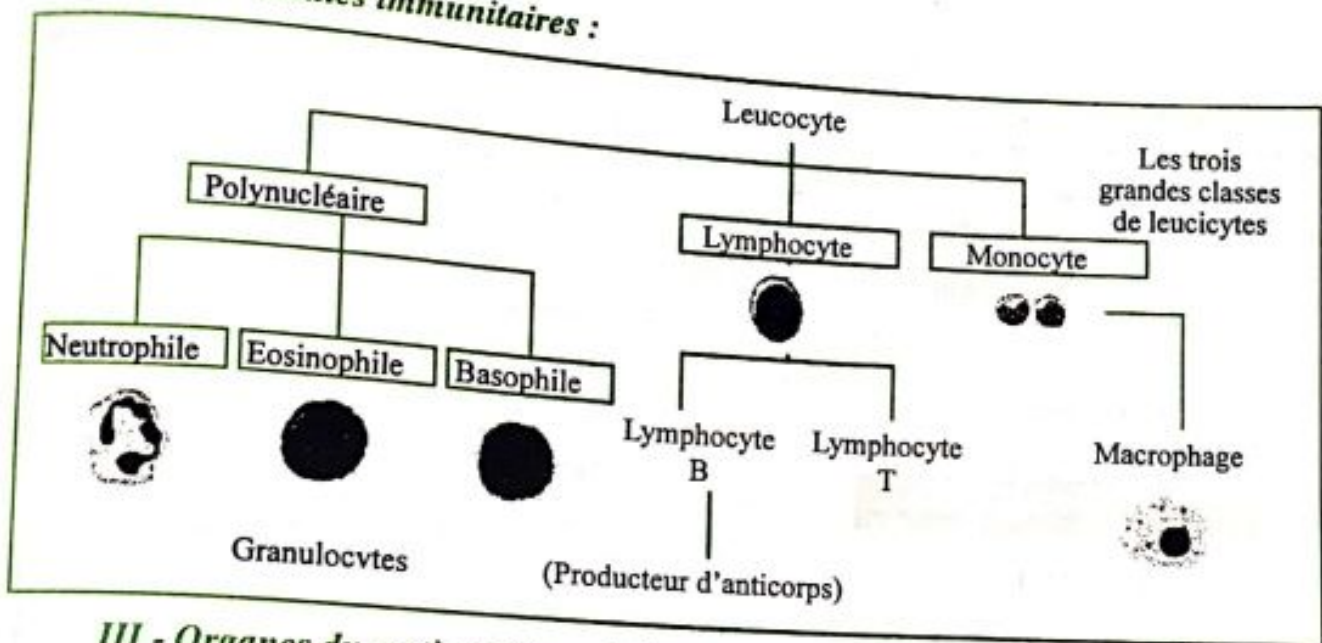 immunitaires :
Leucocyte
Les trois
grandes classes
de leucicytes
Polynucléaire
Lymphocyte
Monocyte
Neutrophile
Eosinophile
Basophile
Lymphocyte
B
Lymphocyte
T
Macrophage
Granulocytes
(Producteur d'anticorps)
III - Organes du